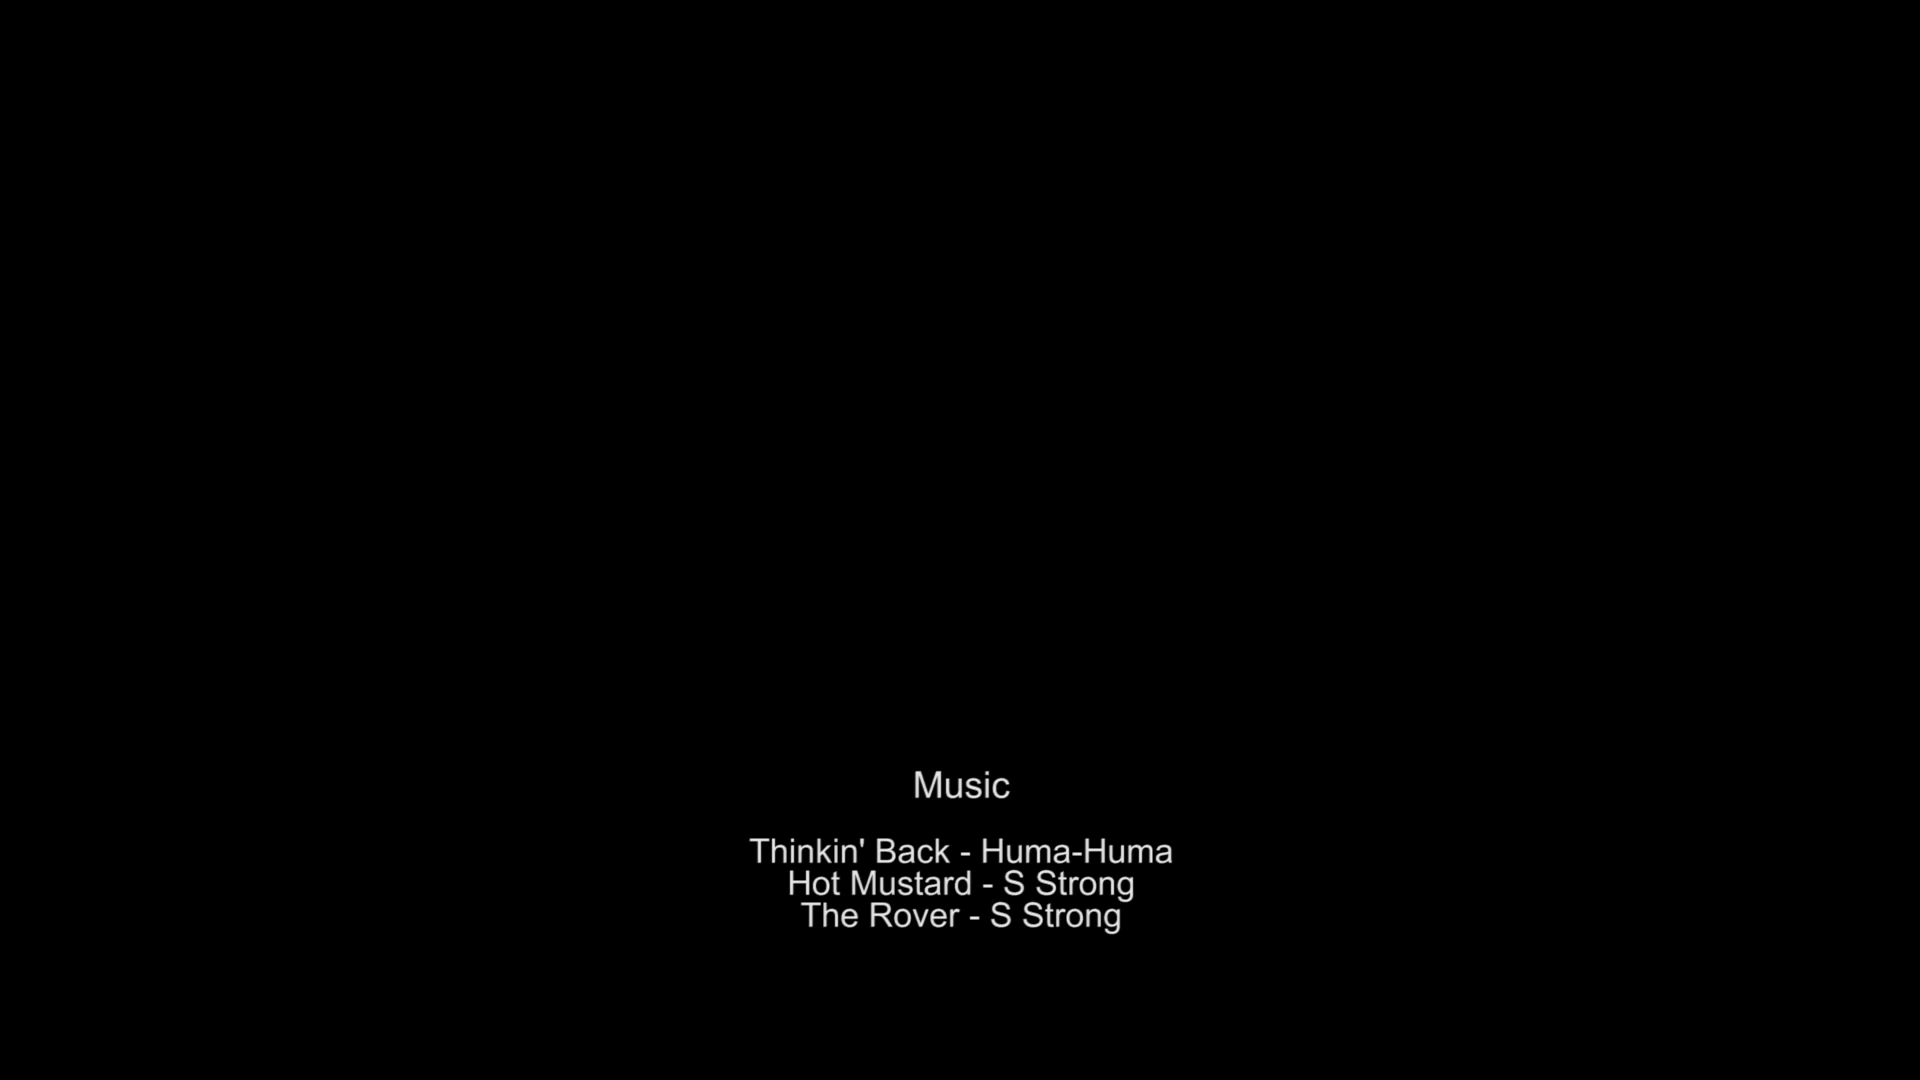 Music
Thinkin' Back - Huma-Huma
Hot Mustard - S Strong
The Rover - S Strong